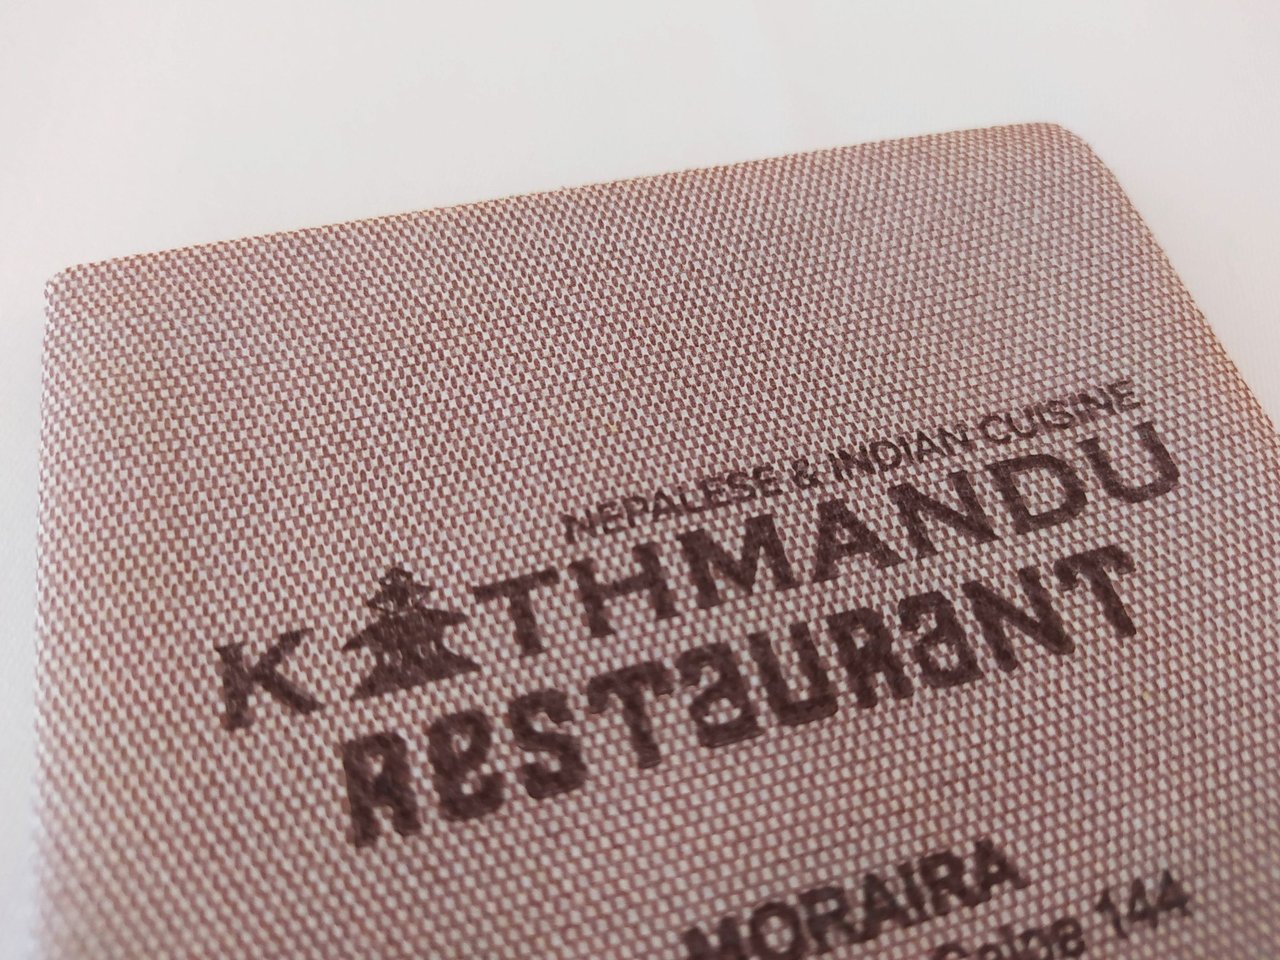 NEPALESE & INDIAN CUISINE
KATHMANDU
RESTAURANT
MORAIRA
Calpe 144